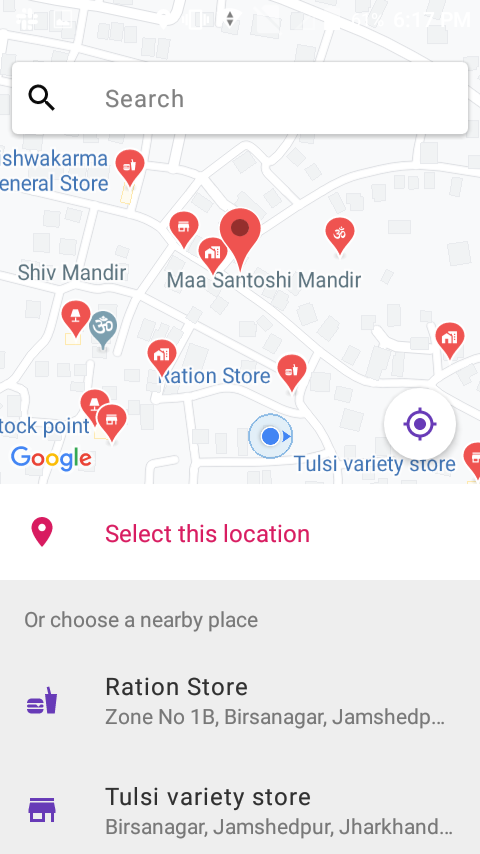 61% 6:17 PM
Search
ishwakarma
eneral Store
Shiv Mandir
Maa Santoshi Mandir
Ration Store
tock point
Google
Tulsi variety store
Select this location
Or choose a nearby place
Ration Store
Zone No 1B, Birsanagar, Jamshedp...
Tulsi variety store
Birsanagar, Jamshedpur, Jharkhand...